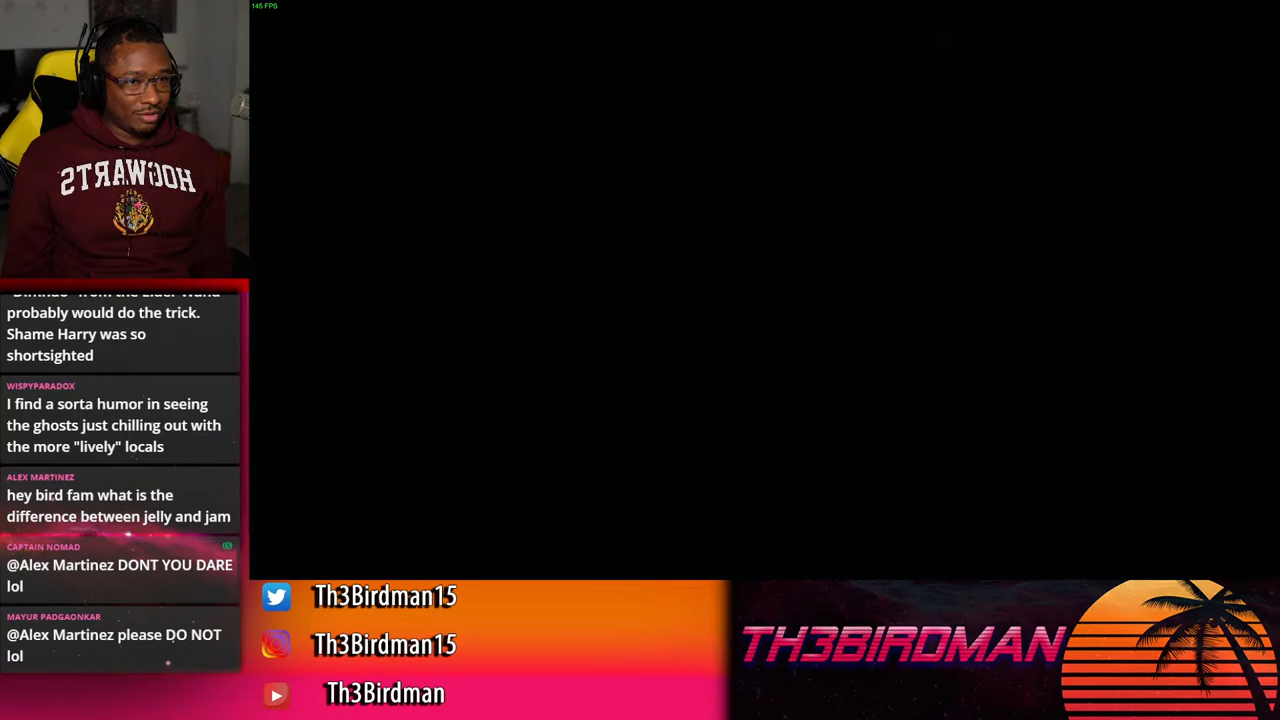 145 FPS
HOGWARTS
probably would do the trick.
Shame Harry was so
shortsighted
WISPYPARADOX
I find a sorta humor in seeing
the ghosts just chilling out with
the more "lively" locals
ALEX MARTINEZ
hey bird fam what is the
difference between jelly and jam
CAPTAIN NOMAD
@Alex Martinez DONT YOU DARE
lol
MAYUR PADGAONKAR
@Alex Martinez please DO NOT
lol
Th3Birdman15
Th3Birdman15
Th3Birdman
TH3BIRDMAN